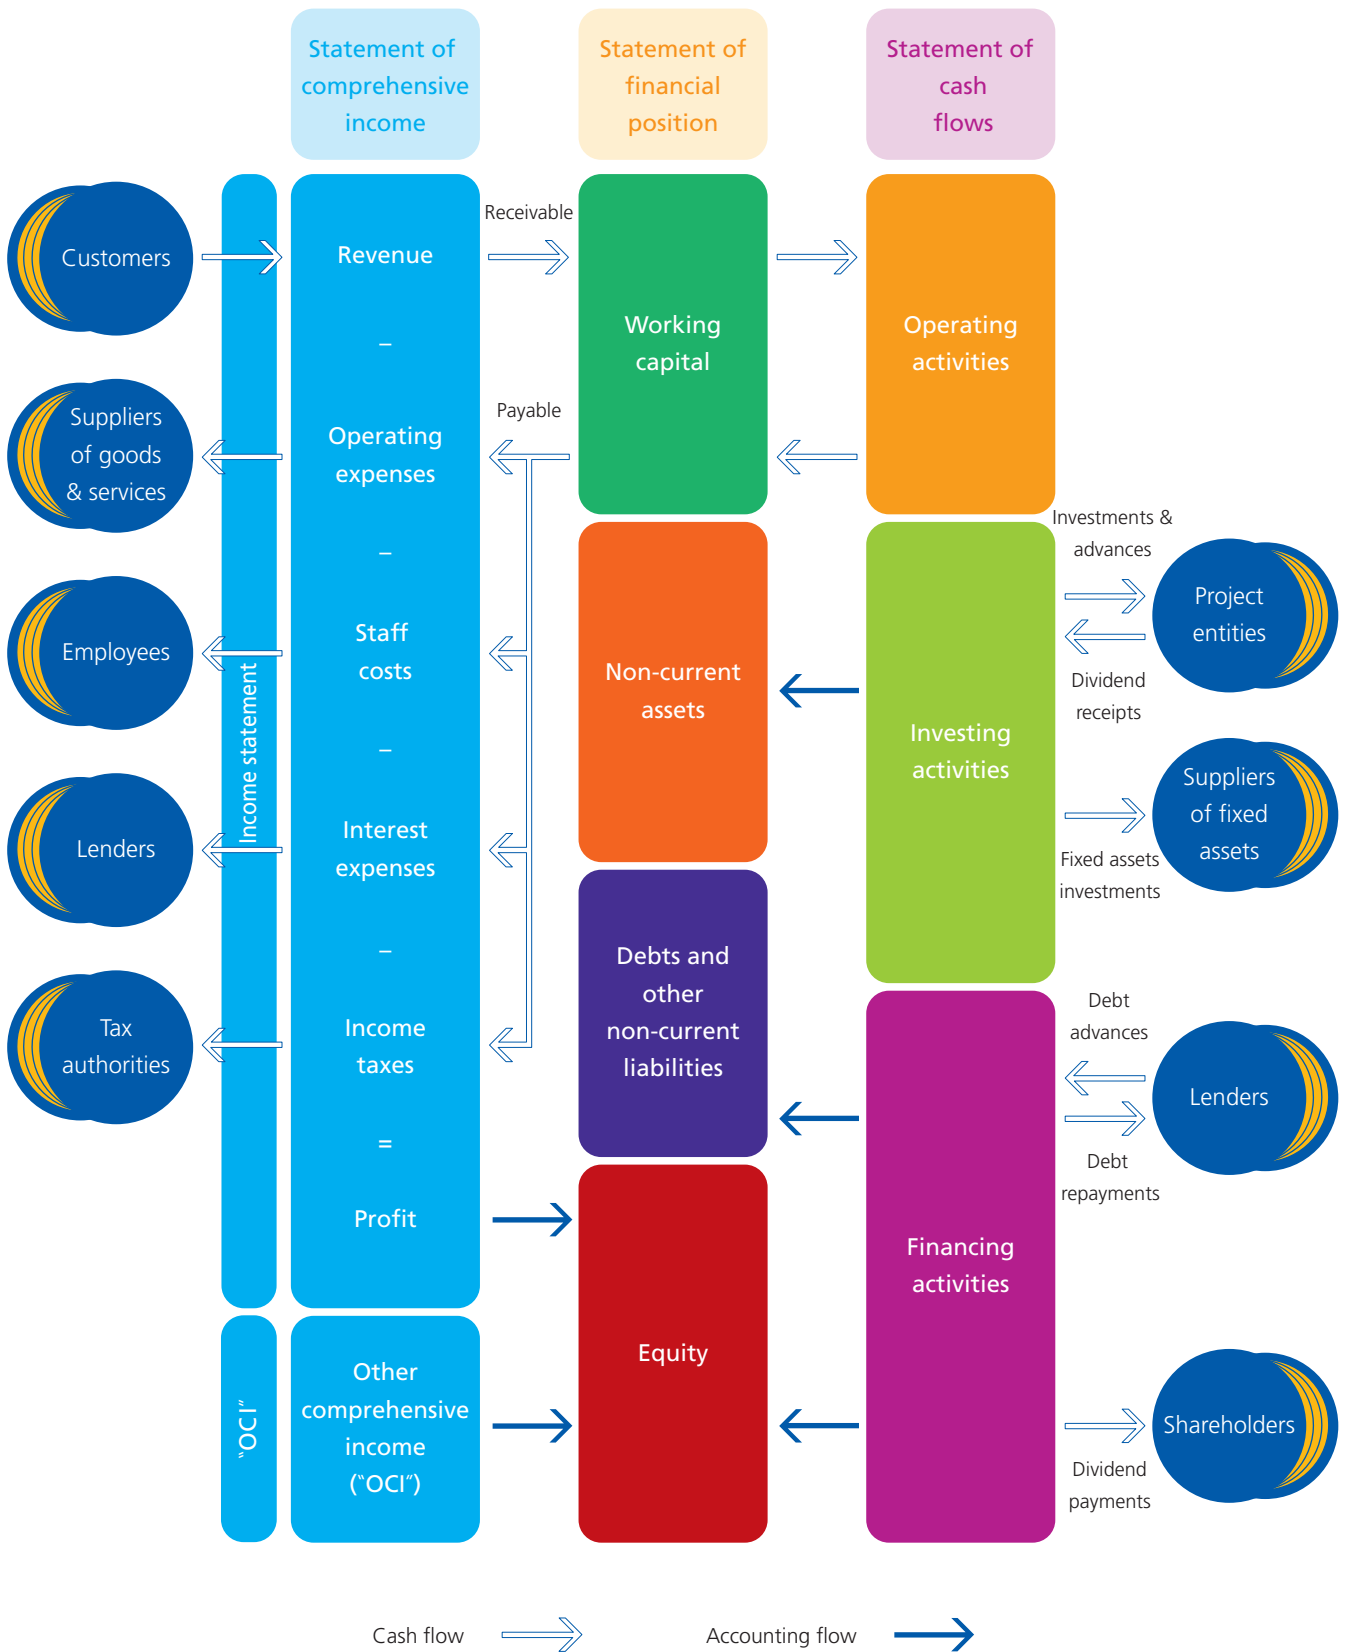 Statement of
comprehensive
income
Statement of
financial
position
Statement of
cash
flows
Income statement
"OCI"
Customers
Suppliers
of goods
& services
Employees
Lenders
Tax
authorities
Revenue
–
Operating
expenses
–
Staff
costs
–
Interest
expenses
–
Income
taxes
=
Profit
Other
comprehensive
income
("OCI")
Receivable
Payable
Working
capital
Non-current
assets
Debts and
other
non-current
liabilities
Equity
Operating
activities
Investing
activities
Financing
activities
Investments &
advances
Dividend
receipts
Fixed assets
investments
Debt
advances
Debt
repayments
Dividend
payments
Project
entities
Suppliers
of fixed
assets
Lenders
Shareholders
Cash flow
Accounting flow